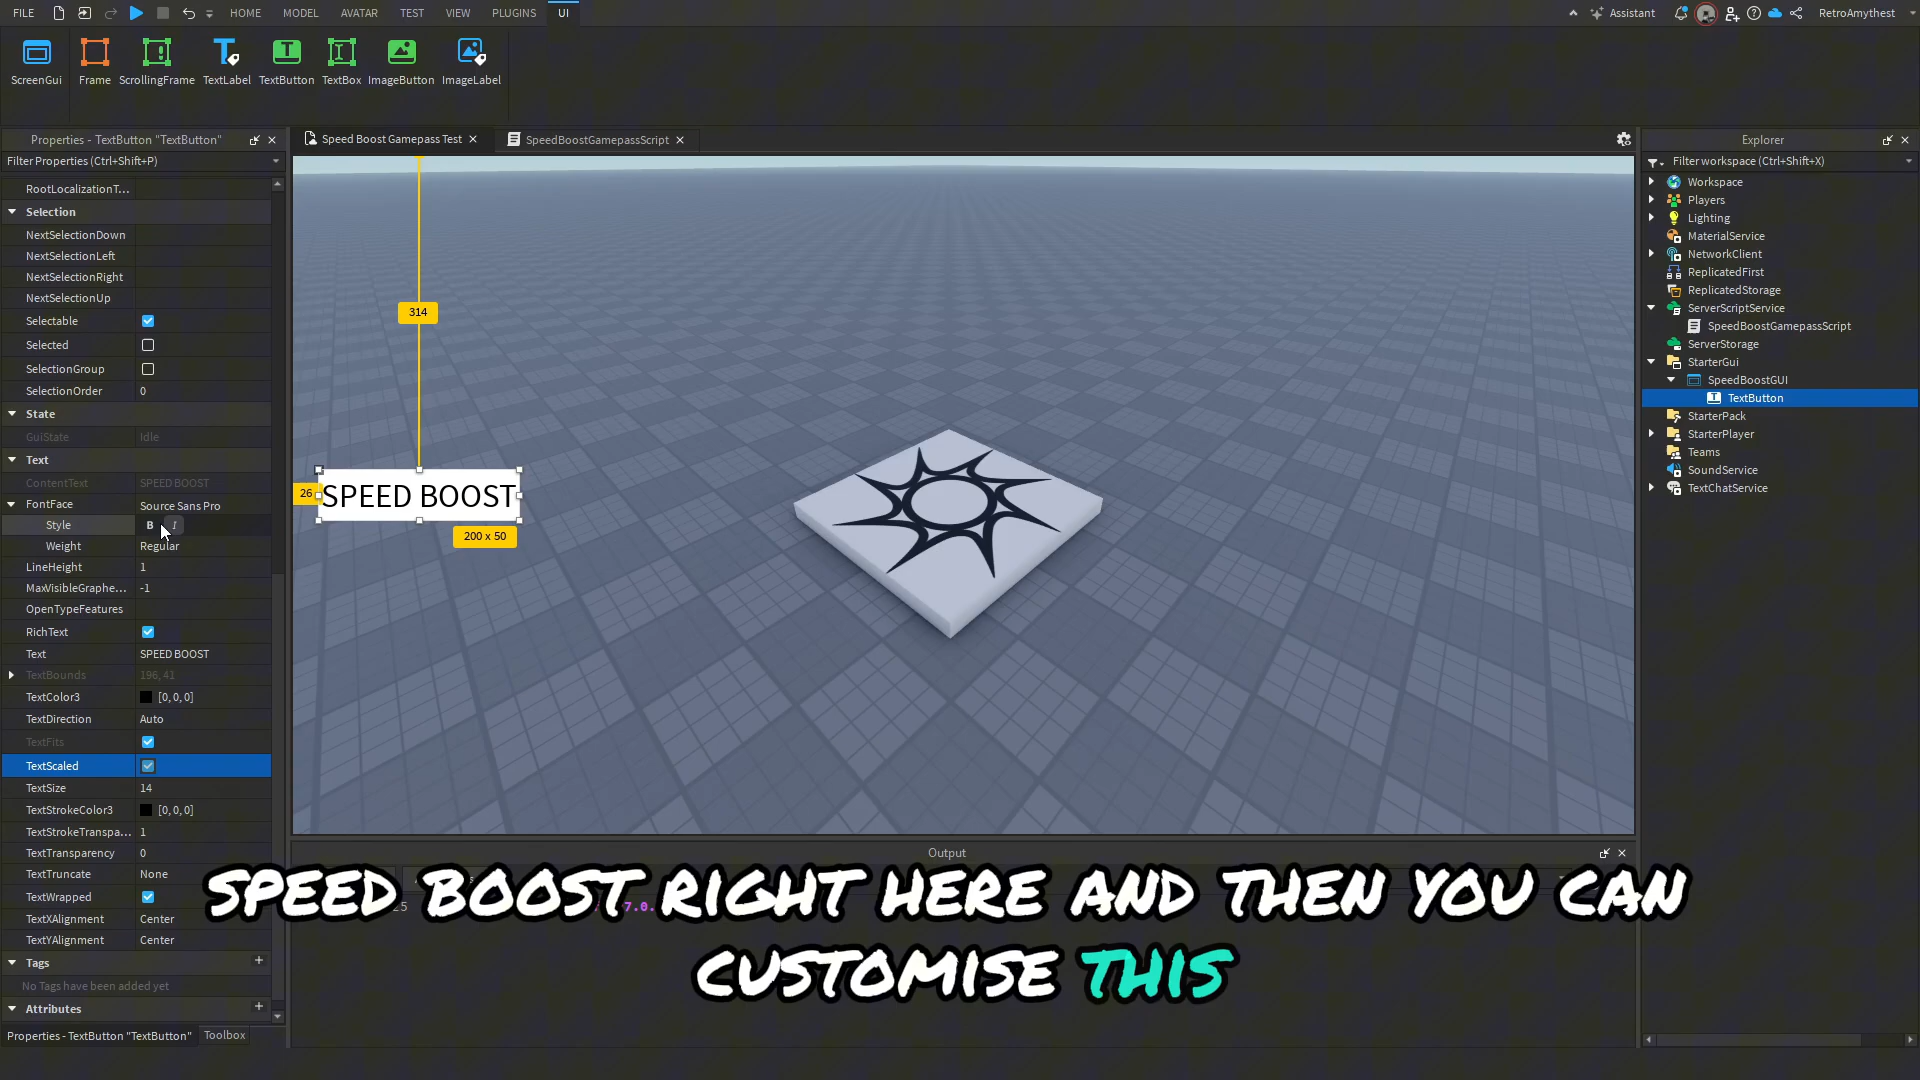 FILE
HOME
MODEL
AVATAR
TEST
VIEW
PLUGINS
UI
Assistant
RetroAmythest
ScreenGui
Frame
ScrollingFrame
TextLabel
TextButton
TextBox
ImageButton
ImageLabel
Properties - TextButton "TextButton"
Filter Properties (Ctrl+Shift+P)
RootLocalizationT...
Selection
NextSelectionDown
NextSelectionLeft
NextSelectionRight
NextSelectionUp
Selectable
Selected
SelectionGroup
SelectionOrder 0
State
GuiState Idle
Text
ContentText SPEED BOOST
FontFace Source Sans Pro
Style B I
Weight Regular
LineHeight 1
MaxVisibleGraphe... -1
OpenTypeFeatures
RichText
Text SPEED BOOST
TextBounds 196, 41
TextColor3 [0, 0, 0]
TextDirection Auto
TextFits
TextScaled
TextSize 14
TextStrokeColor3 [0, 0, 0]
TextStrokeTranspa... 1
TextTransparency 0
TextTruncate None
TextWrapped
TextXAlignment Center
TextYAlignment Center
Tags
No Tags have been added yet
Attributes
Properties - TextButton "TextButton"
Toolbox
Speed Boost Gamepass Test
SpeedBoostGamepassScript
314
26
SPEED BOOST
200 x 50
Output
25
7.0.
SPEED BOOST RIGHT HERE AND THEN YOU CAN
CUSTOMISE THIS
Explorer
Filter workspace (Ctrl+Shift+X)
Workspace
Players
Lighting
MaterialService
NetworkClient
ReplicatedFirst
ReplicatedStorage
ServerScriptService
SpeedBoostGamepassScript
ServerStorage
StarterGui
SpeedBoostGUI
TextButton
StarterPack
StarterPlayer
Teams
SoundService
TextChatService